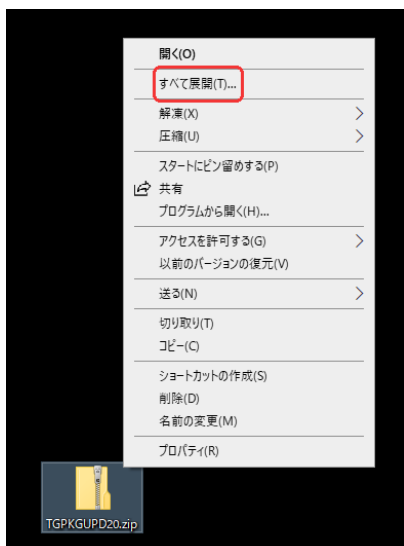 開く(O)
すべて展開(T)...
解凍(X)
圧縮(U)
スタートにピン留めする(P)
共有
プログラムから開く(H)...
アクセスを許可する(G)
以前のバージョンの復元(V)
送る(N)
切り取り(T)
コピー(C)
ショートカットの作成(S)
削除(D)
名前の変更(M)
プロパティ(R)
TGPKGUPD20.zip